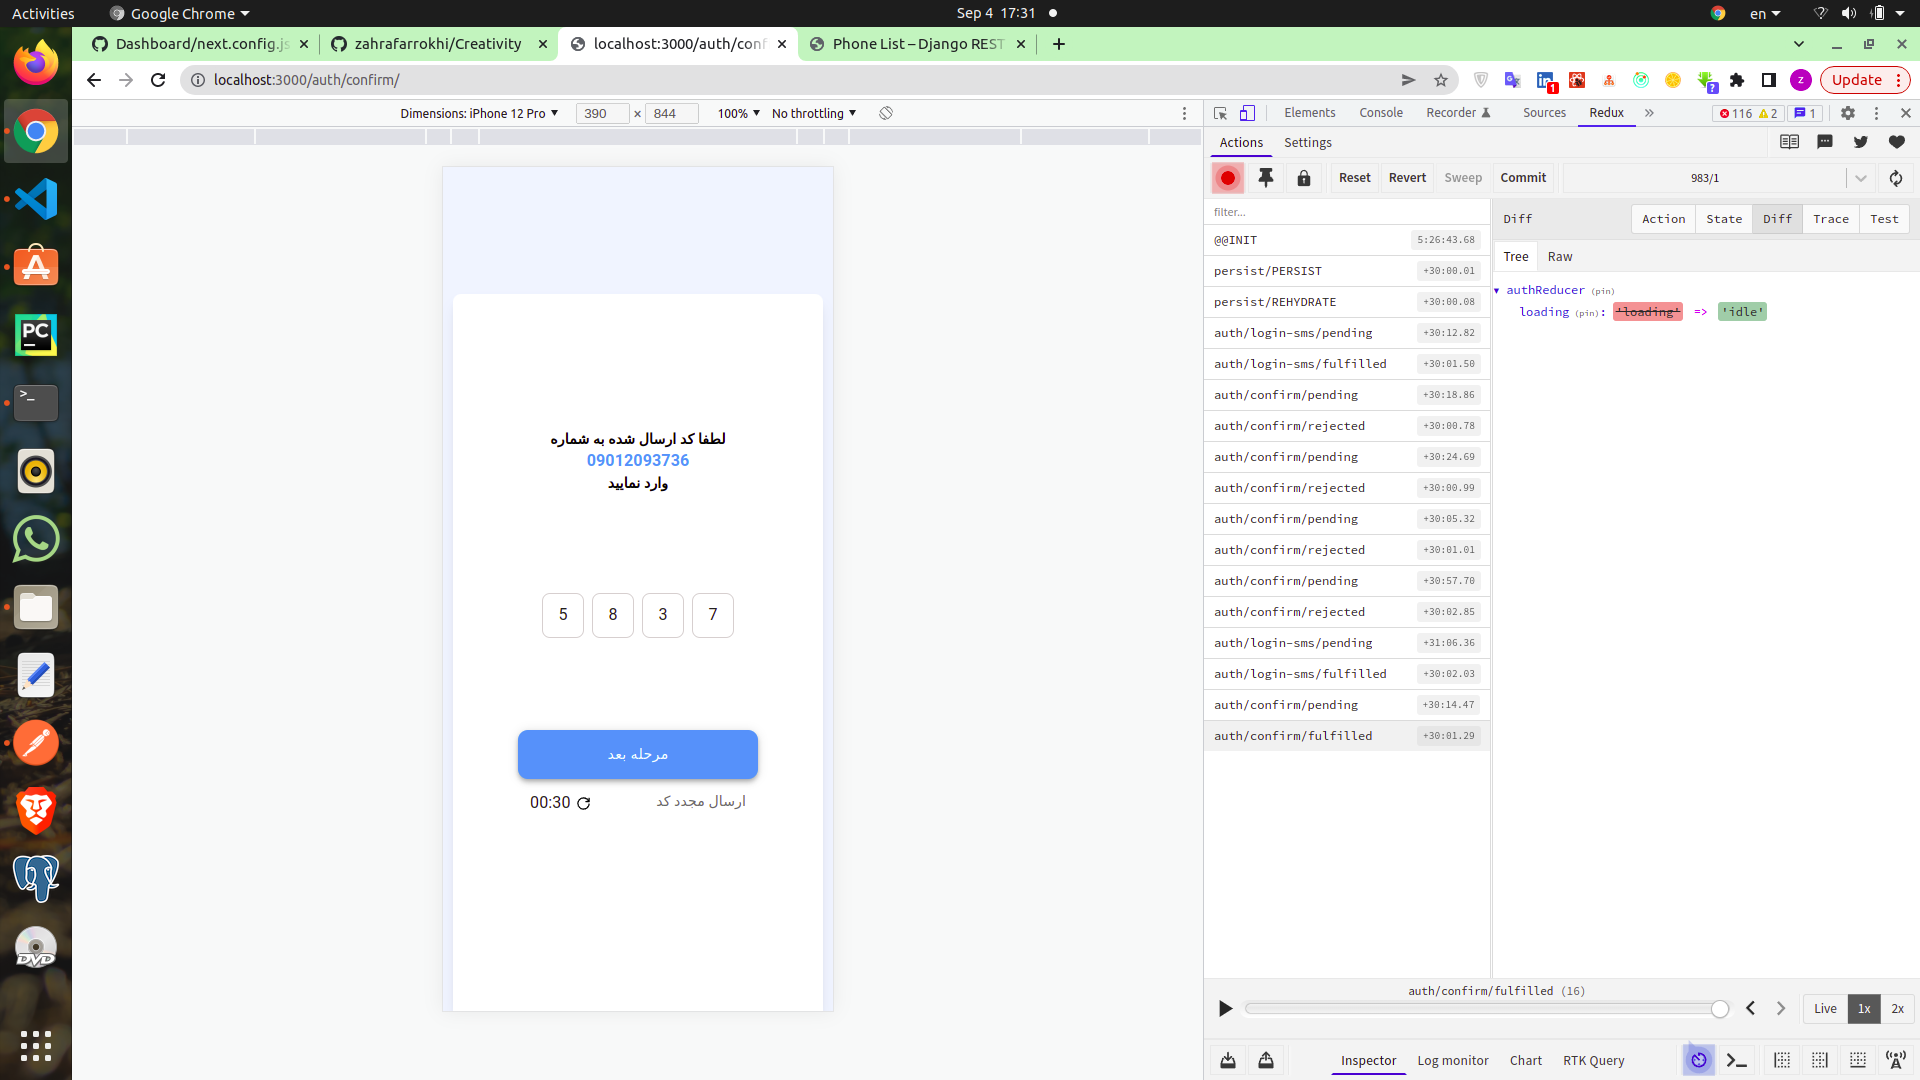 Activities
Google Chrome
Sep 4 17:31
en
Dashboard/next.config.js
zahrafarrokhi/Creativity
localhost:3000/auth/conf
Phone List – Django REST
localhost:3000/auth/confirm/
1
?
z
Update
Dimensions: iPhone 12 Pro
390 × 844
100%
No throttling
لطفا کد ارسال شده به شماره
09012093736
وارد نمایید
5 8 3 7
مرحله بعد
00:30
ارسال مجدد کد
Elements
Console
Recorder
Sources
Redux
»
116
2
1
Actions
Settings
Reset
Revert
Sweep
Commit
983/1
filter...
@@INIT 5:26:43.68
persist/PERSIST +30:00.01
persist/REHYDRATE +30:00.08
auth/login-sms/pending +30:12.82
auth/login-sms/fulfilled +30:01.50
auth/confirm/pending +30:18.86
auth/confirm/rejected +30:00.78
auth/confirm/pending +30:24.69
auth/confirm/rejected +30:00.99
auth/confirm/pending +30:05.32
auth/confirm/rejected +30:01.01
auth/confirm/pending +30:57.70
auth/confirm/rejected +30:02.85
auth/login-sms/pending +31:06.36
auth/login-sms/fulfilled +30:02.03
auth/confirm/pending +30:14.47
auth/confirm/fulfilled +30:01.29
Diff
Action
State
Diff
Trace
Test
Tree
Raw
authReducer (pin)
loading (pin): 'loading' => 'idle'
auth/confirm/fulfilled (16)
Live
1x
2x
Inspector
Log monitor
Chart
RTK Query
PC
>_
DVD